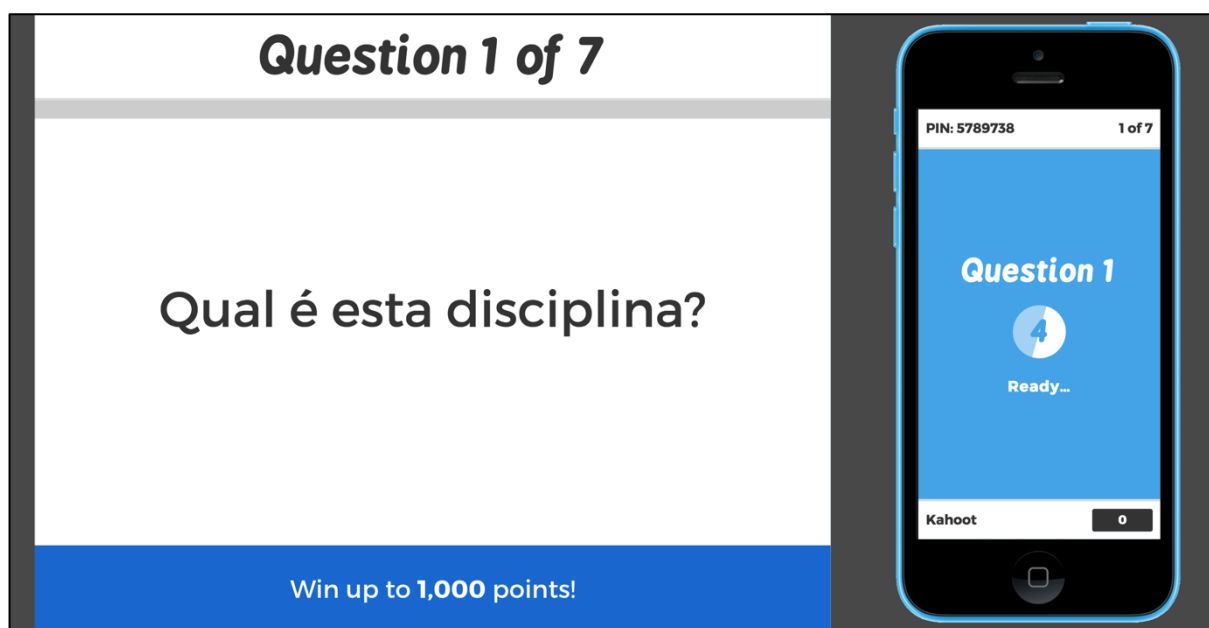 Question 1 of 7
Qual é esta disciplina?
Win up to 1,000 points!
PIN: 5789738 1 of 7
Question 1
4
Ready...
Kahoot 0